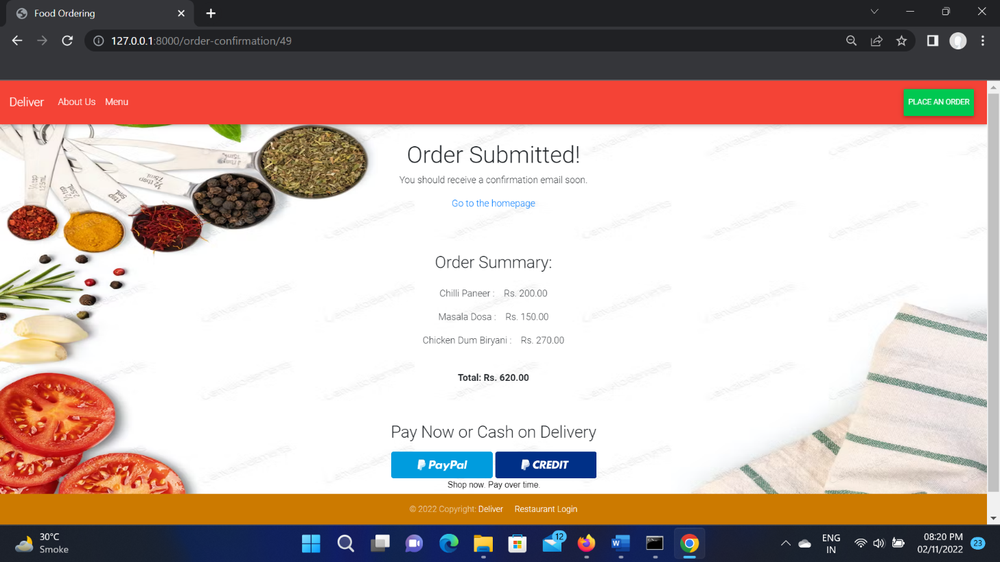 Food Ordering
127.0.0.1:8000/order-confirmation/49
Deliver About Us Menu PLACE AN ORDER
Order Submitted!
You should receive a confirmation email soon.
Go to the homepage
Order Summary:
Chilli Paneer : Rs. 200.00
Masala Dosa : Rs. 150.00
Chicken Dum Biryani : Rs. 270.00
Total: Rs. 620.00
Pay Now or Cash on Delivery
PayPal CREDIT
Shop now. Pay over time.
© 2022 Copyright: Deliver Restaurant Login
30°C
Smoke
12
ENG
IN
08:20 PM
02/11/2022
23